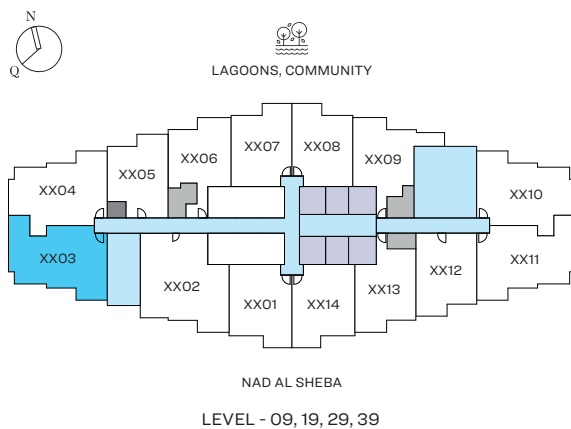 N
Q
LAGOONS, COMMUNITY
XX07
XX08
XX06
XX09
XX05
XX04
XX10
XX03
XX11
XX12
XX02
XX13
XX01
XX14
NAD AL SHEBA
LEVEL - 09, 19, 29, 39